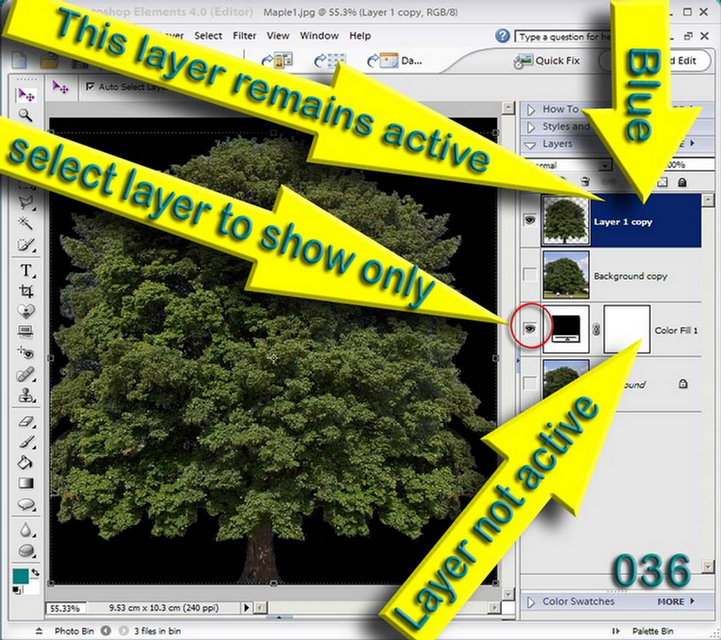 Photoshop Elements 4.0 (Editor) Maple1.jpg @ 55.3% (Layer 1 copy, RGB/8)
Select Filter View Window Help
Type a question for he
Da... Quick Fix Edit
Auto Select Lay
This layer remains active
Blue
How To
Styles and
Layers
select layer to show only
Layer 1 copy
Background copy
Color Fill 1
Layer not active
036
55.33% 9.53 cm x 10.3 cm (240 ppi)
Color Swatches MORE
Photo Bin 3 files in bin Palette Bin